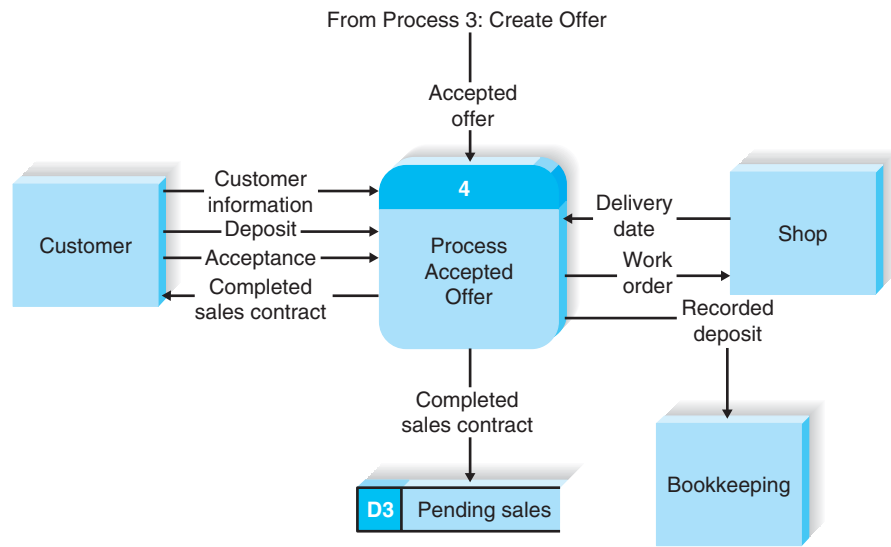 From Process 3: Create Offer
Accepted
offer
4
Process
Accepted
Offer
Customer
Customer
information
Deposit
Acceptance
Completed
sales contract
Delivery
date
Work
order
Shop
Recorded
deposit
Completed
sales contract
D3 Pending sales
Bookkeeping